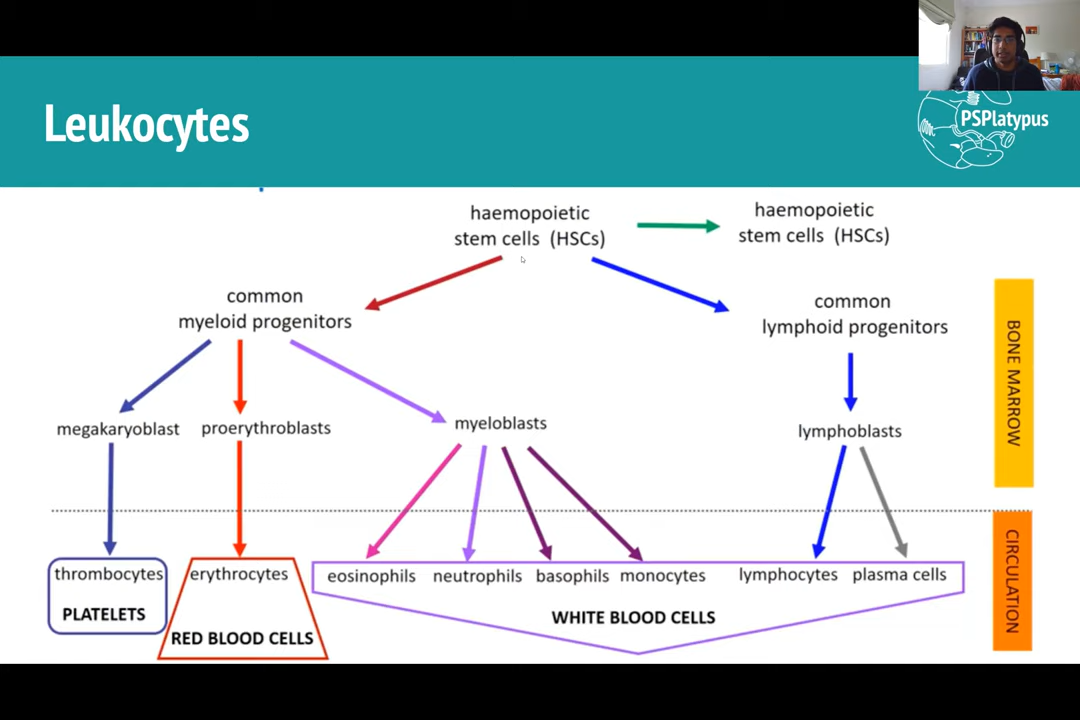 Leukocytes
PSPlatypus
haemopoietic
stem cells (HSCs)
haemopoietic
stem cells (HSCs)
common
myeloid progenitors
common
lymphoid progenitors
BONE MARROW
megakaryoblast
proerythroblasts
myeloblasts
lymphoblasts
CIRCULATION
thrombocytes
PLATELETS
erythrocytes
RED BLOOD CELLS
eosinophils
neutrophils
basophils
monocytes
lymphocytes
plasma cells
WHITE BLOOD CELLS